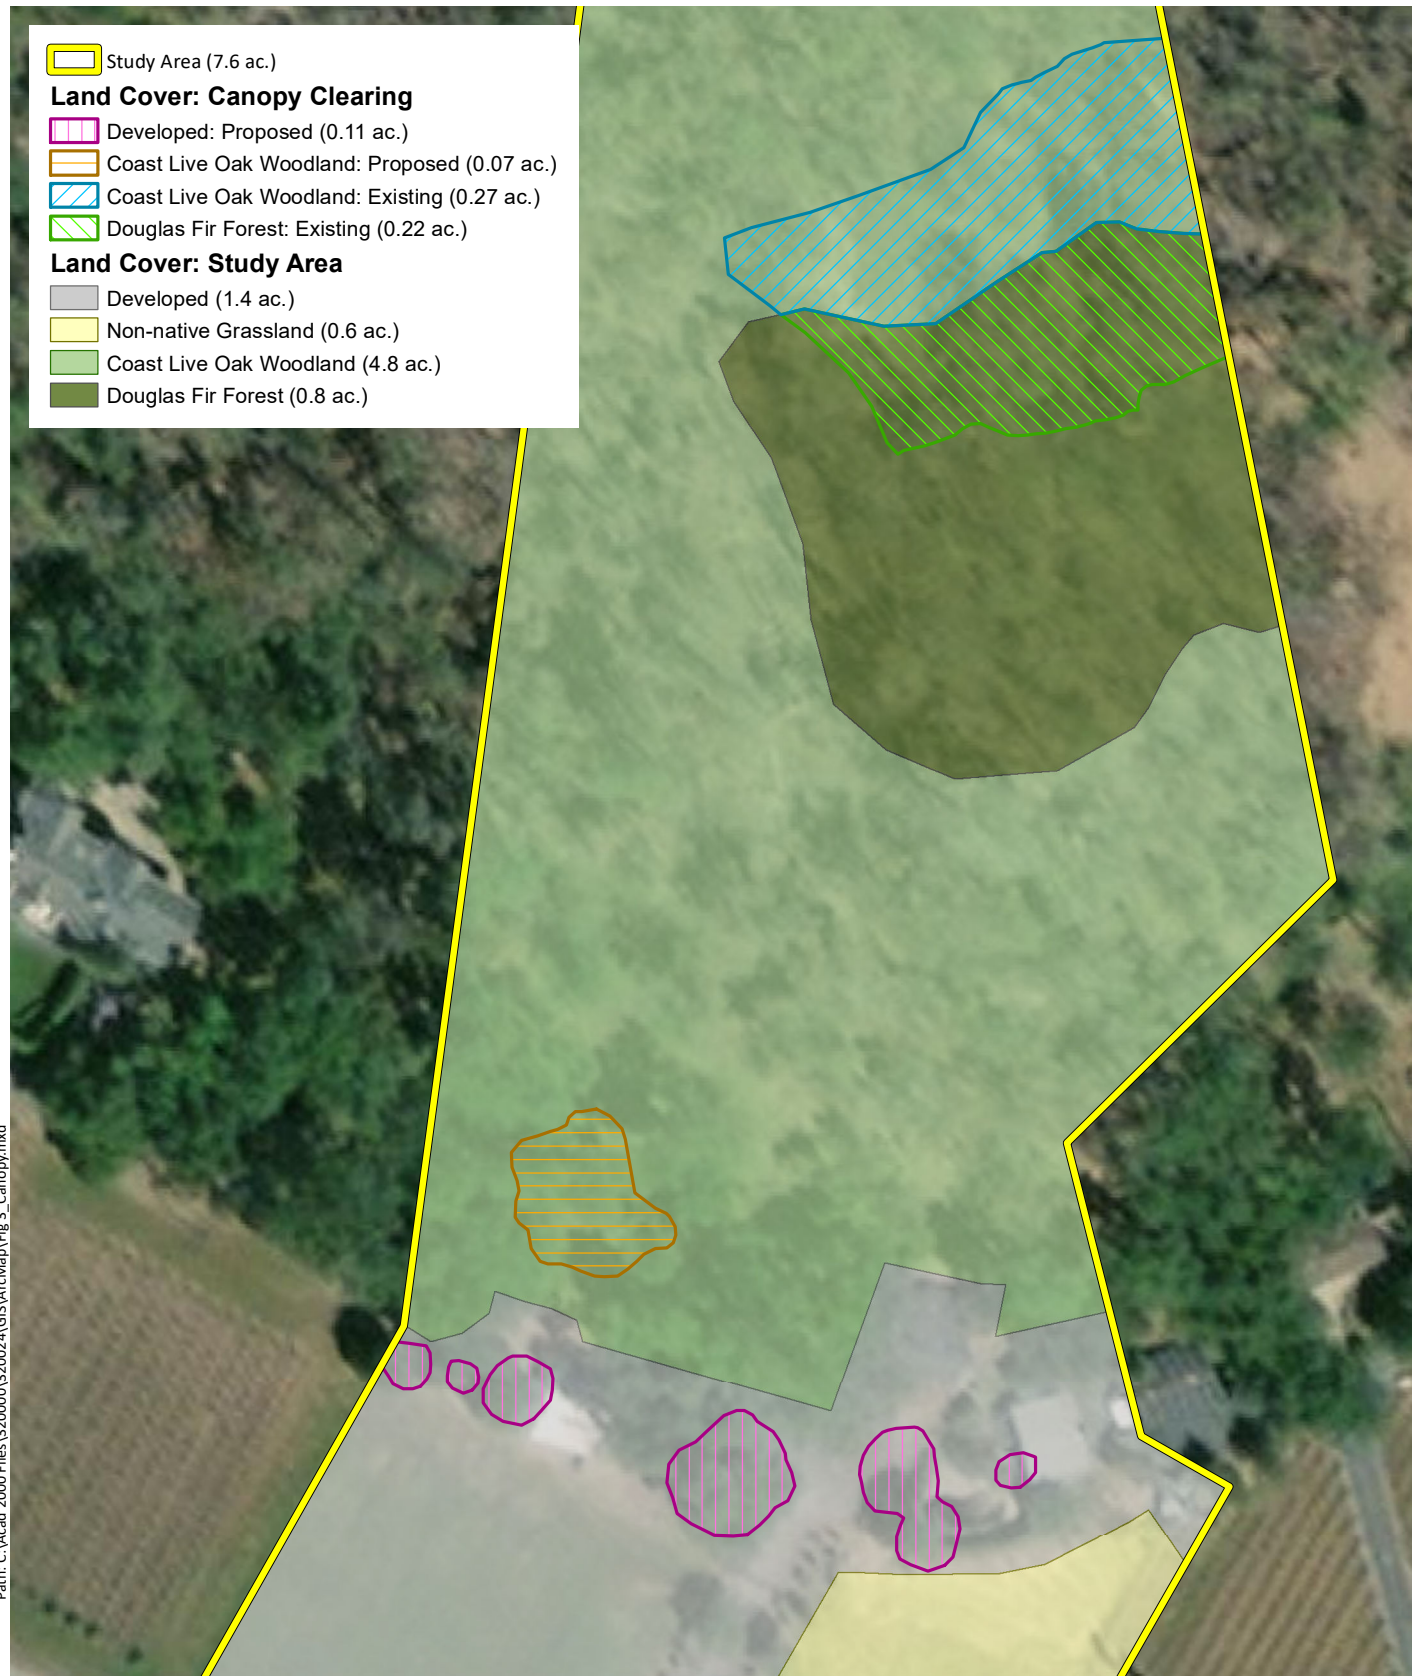 Study Area (7.6 ac.)
Land Cover: Canopy Clearing
Developed: Proposed (0.11 ac.)
Coast Live Oak Woodland: Proposed (0.07 ac.)
Coast Live Oak Woodland: Existing (0.27 ac.)
Douglas Fir Forest: Existing (0.22 ac.)
Land Cover: Study Area
Developed (1.4 ac.)
Non-native Grassland (0.6 ac.)
Coast Live Oak Woodland (4.8 ac.)
Douglas Fir Forest (0.8 ac.)